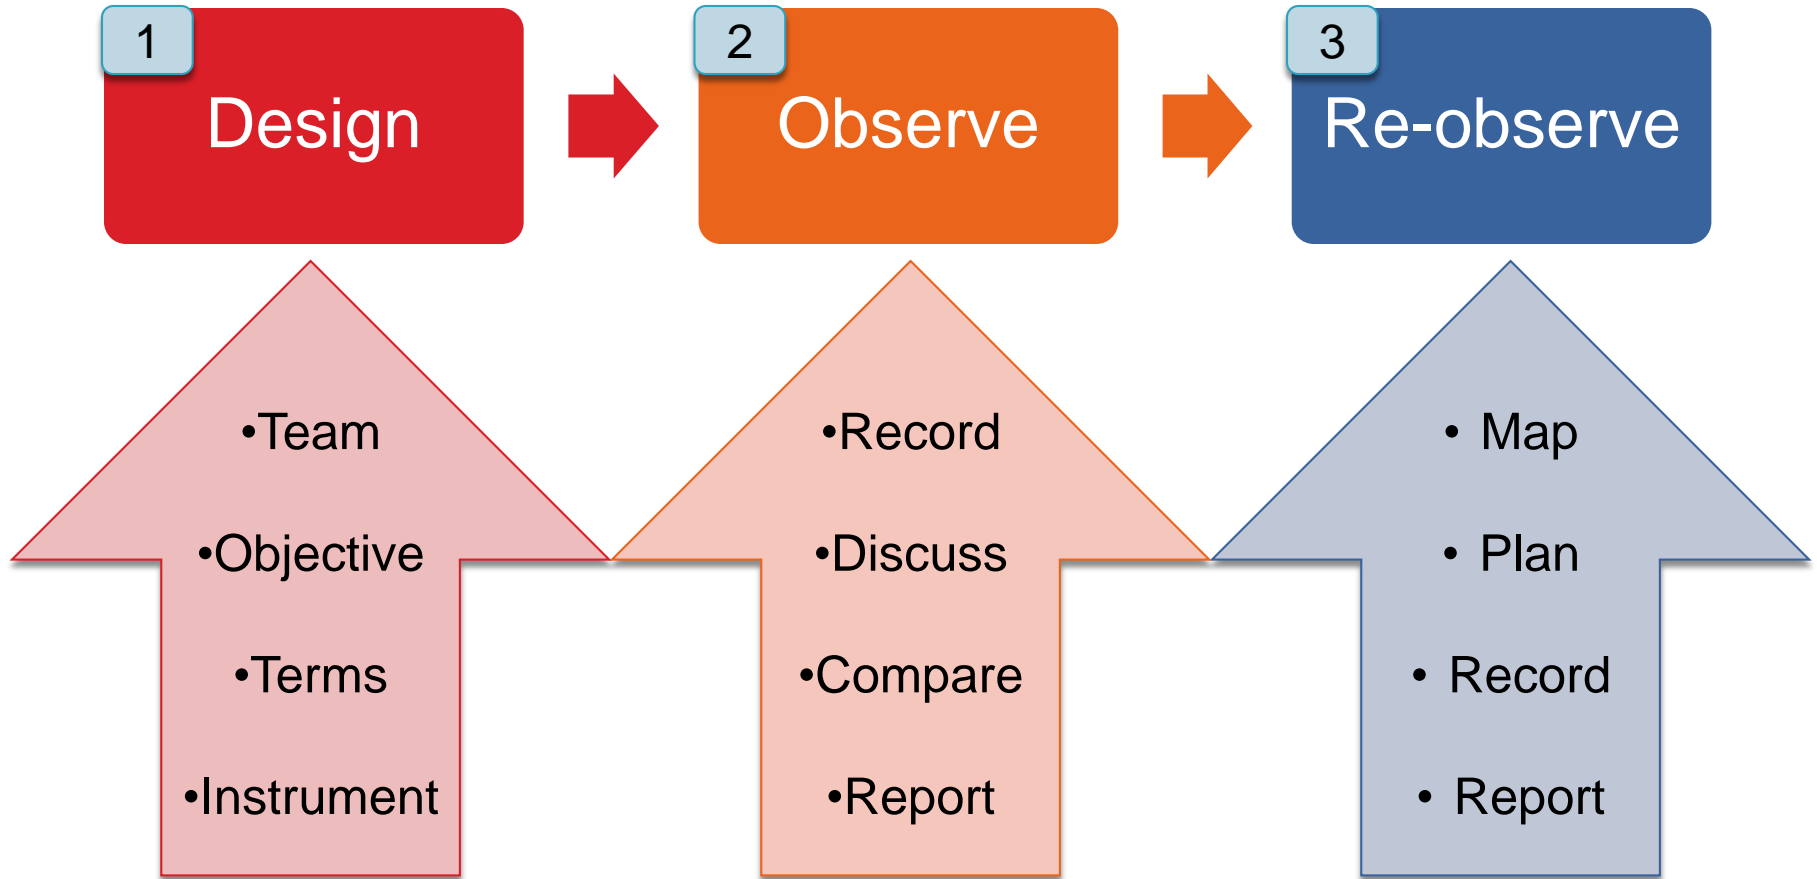 1
Design
2
Observe
3
Re-observe
•Team
•Objective
•Terms
•Instrument
•Record
•Discuss
•Compare
•Report
• Map
• Plan
• Record
• Report